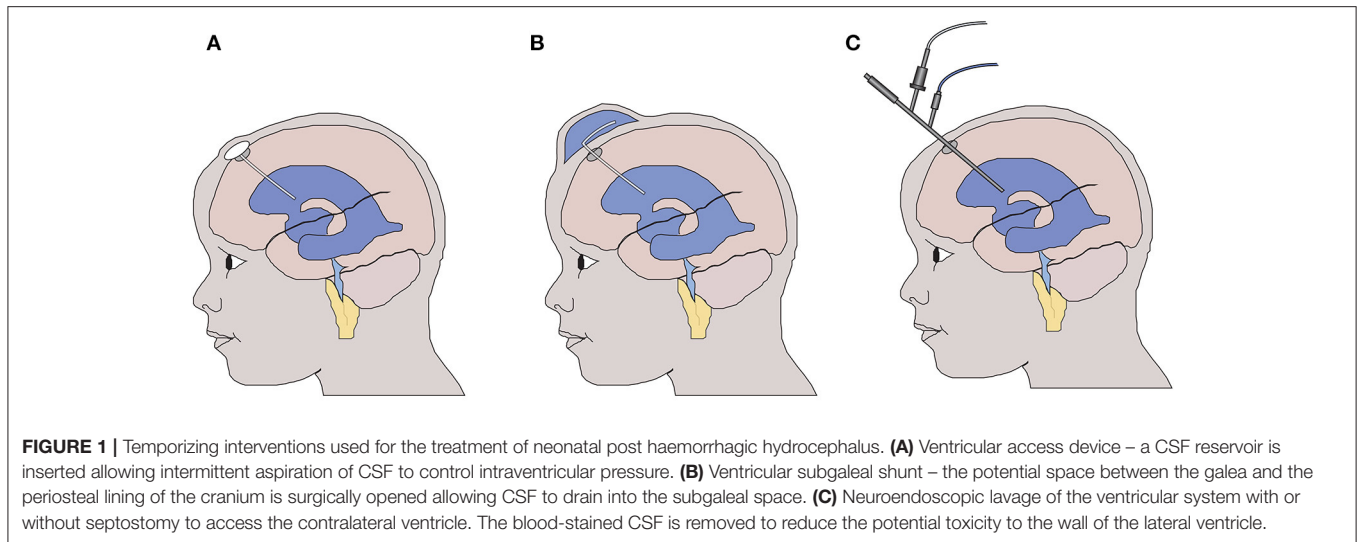 A
B
C
FIGURE 1 | Temporizing interventions used for the treatment of neonatal post haemorrhagic hydrocephalus. (A) Ventricular access device – a CSF reservoir is
inserted allowing intermittent aspiration of CSF to control intraventricular pressure. (B) Ventricular subgaleal shunt – the potential space between the galea and the
periosteal lining of the cranium is surgically opened allowing CSF to drain into the subgaleal space. (C) Neuroendoscopic lavage of the ventricular system with or
without septostomy to access the contralateral ventricle. The blood-stained CSF is removed to reduce the potential toxicity to the wall of the lateral ventricle.